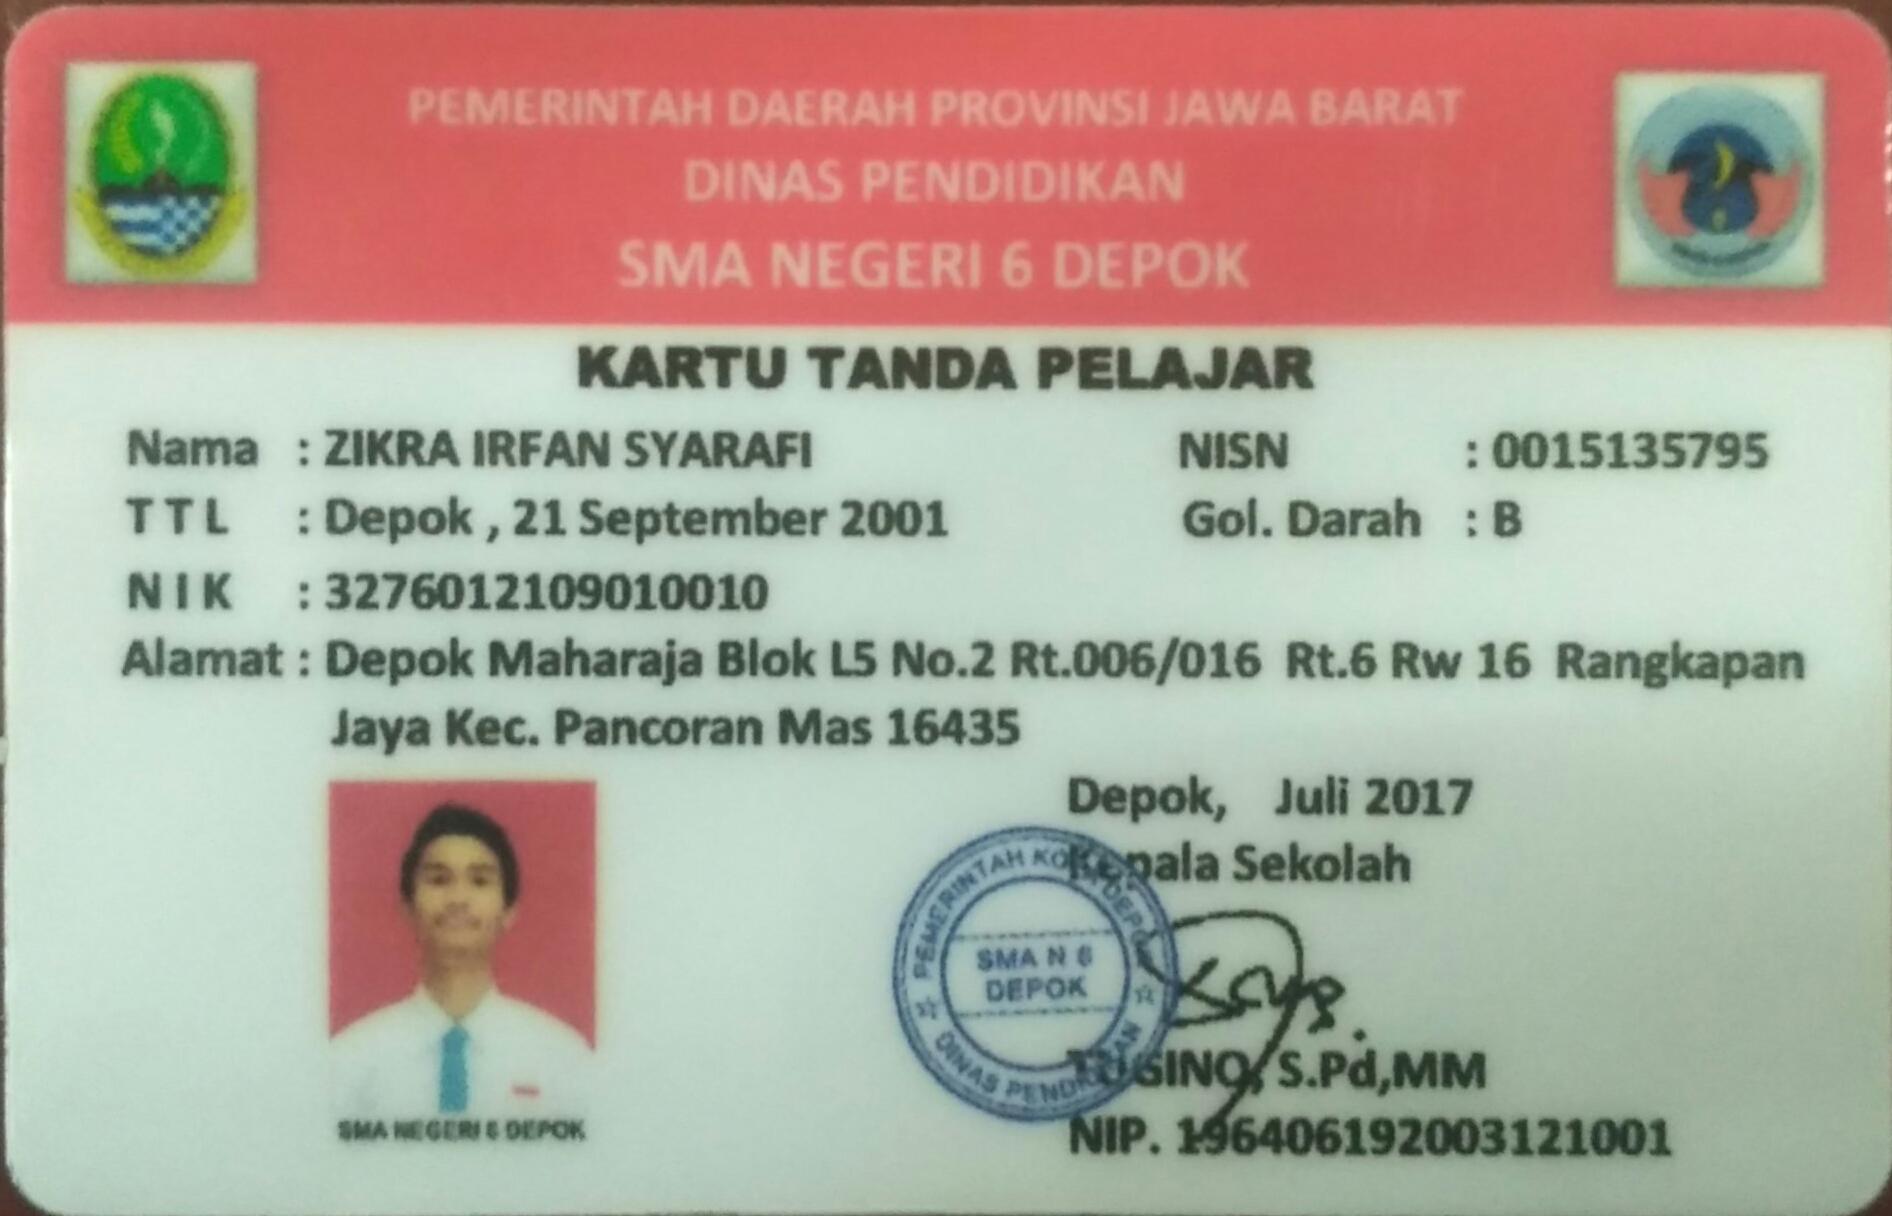 PEMERINTAH DAERAH PROVINSI JAWA BARAT
DINAS PENDIDIKAN
SMA NEGERI 6 DEPOK
KARTU TANDA PELAJAR
Nama : ZIKRA IRFAN SYARAFI NISN : 0015135795
T T L : Depok , 21 September 2001 Gol. Darah : B
N I K : 3276012109010010
Alamat : Depok Maharaja Blok L5 No.2 Rt.006/016 Rt.6 Rw 16 Rangkapan
Jaya Kec. Pancoran Mas 16435
Depok, Juli 2017
Kepala Sekolah
PEMERINTAH KOTA DEPOK
SMA N 6
DEPOK
DINAS PENDIDIKAN
TUGINO, S.Pd,MM
NIP. 196406192003121001
SMA NEGERI 6 DEPOK